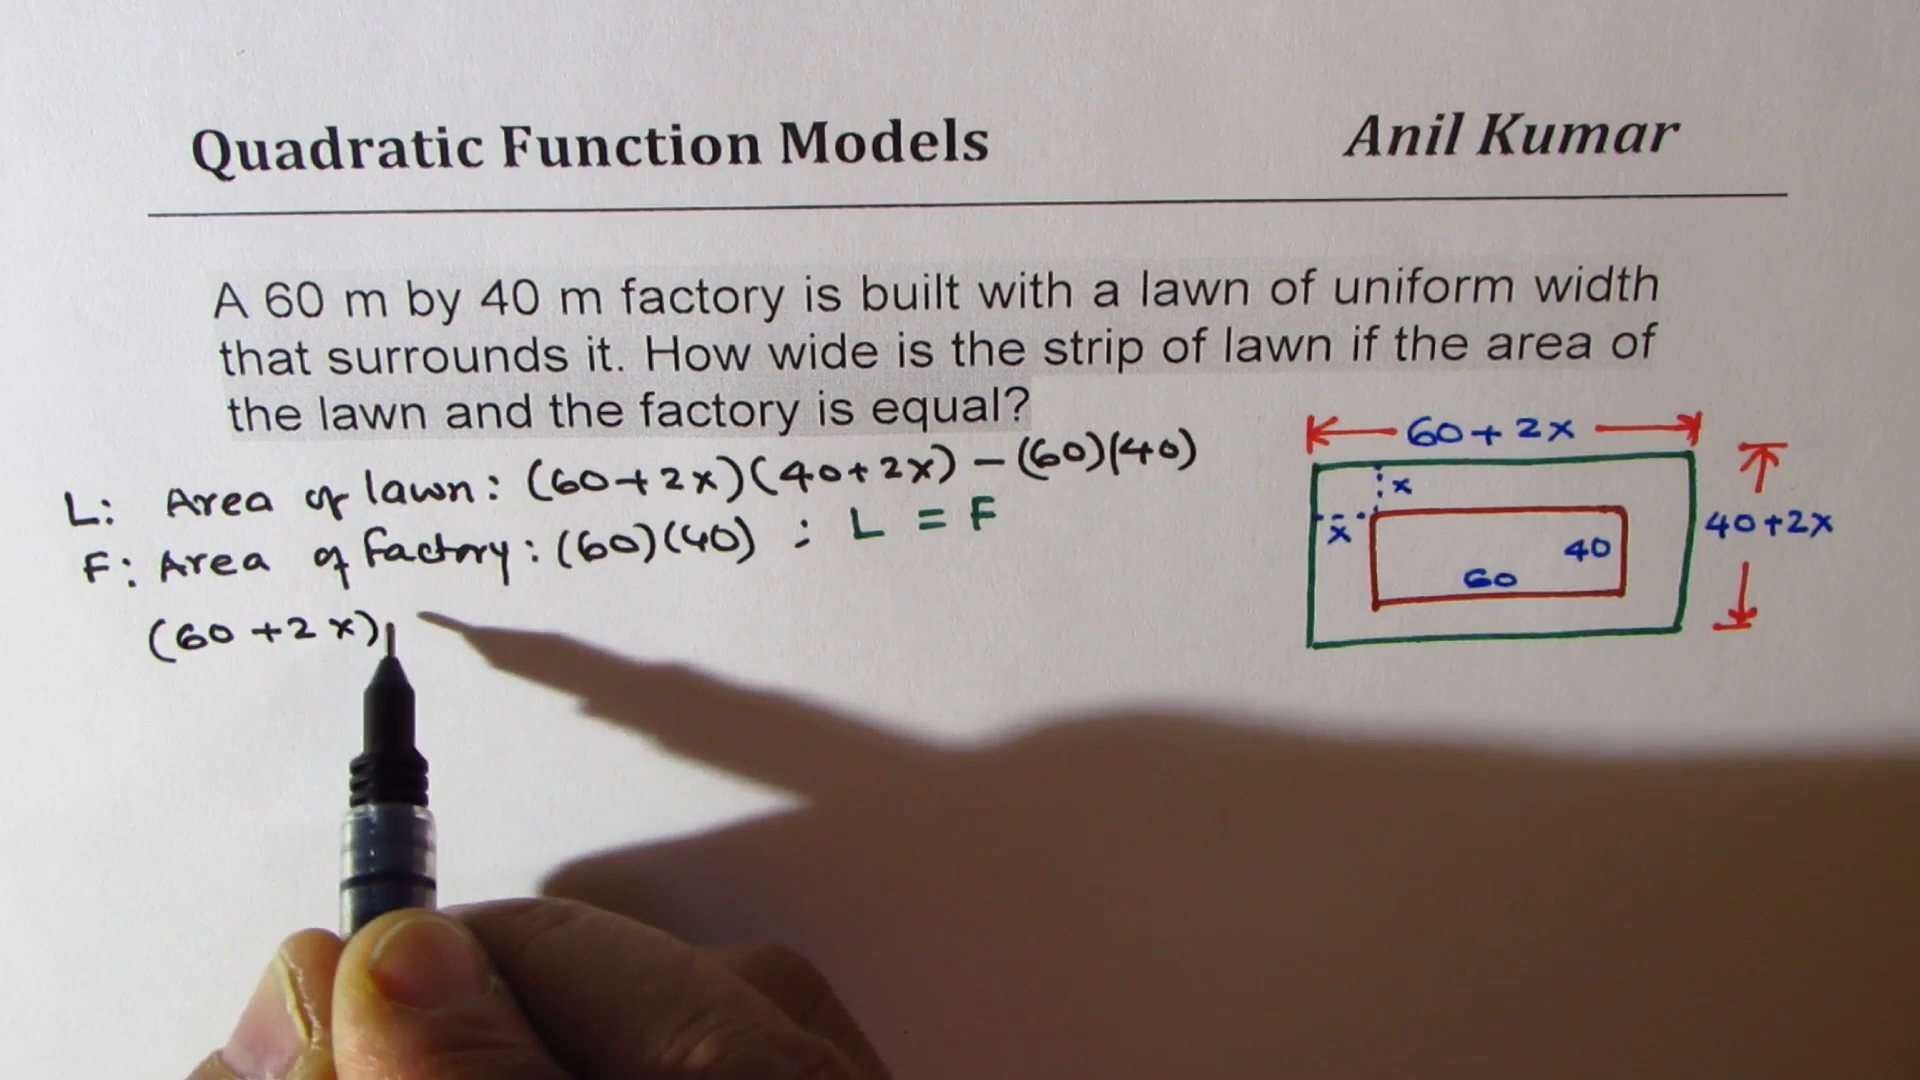 Quadratic Function Models Anil Kumar
A 60 m by 40 m factory is built with a lawn of uniform width
that surrounds it. How wide is the strip of lawn if the area of
the lawn and the factory is equal?
L: Area of lawn: (60+2x)(40+2x) - (60)(40)
F: Area of factory: (60)(40) : L = F
(60+2x)
60+2x
x
x
40
60
40+2x